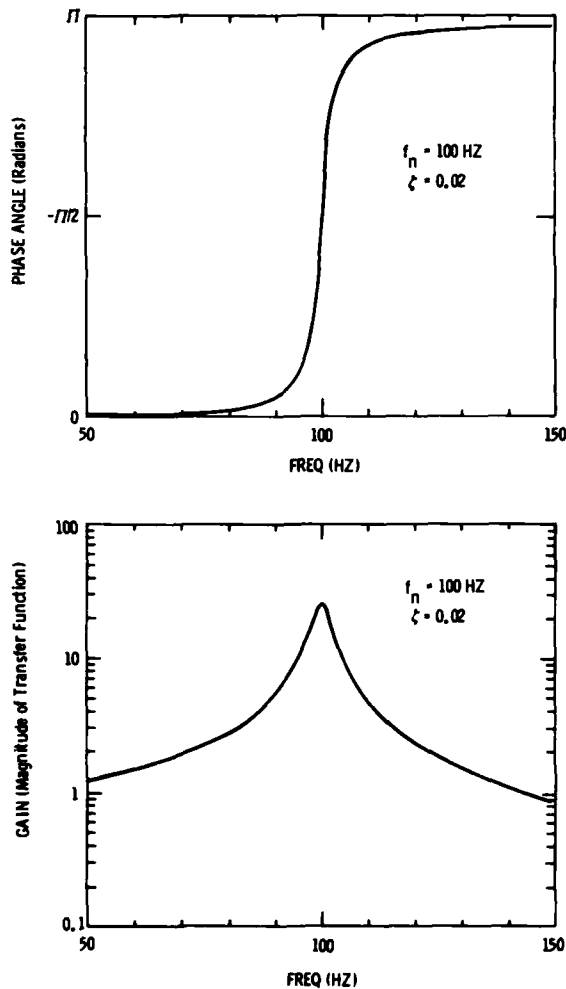 Π
PHASE ANGLE (Radians)
f_n = 100 HZ
ζ = 0.02
-Π/2
0
50
100
150
FREQ (HZ)
100
GAIN (Magnitude of Transfer Function)
f_n = 100 HZ
ζ = 0.02
10
1
0.1
50
100
150
FREQ (HZ)